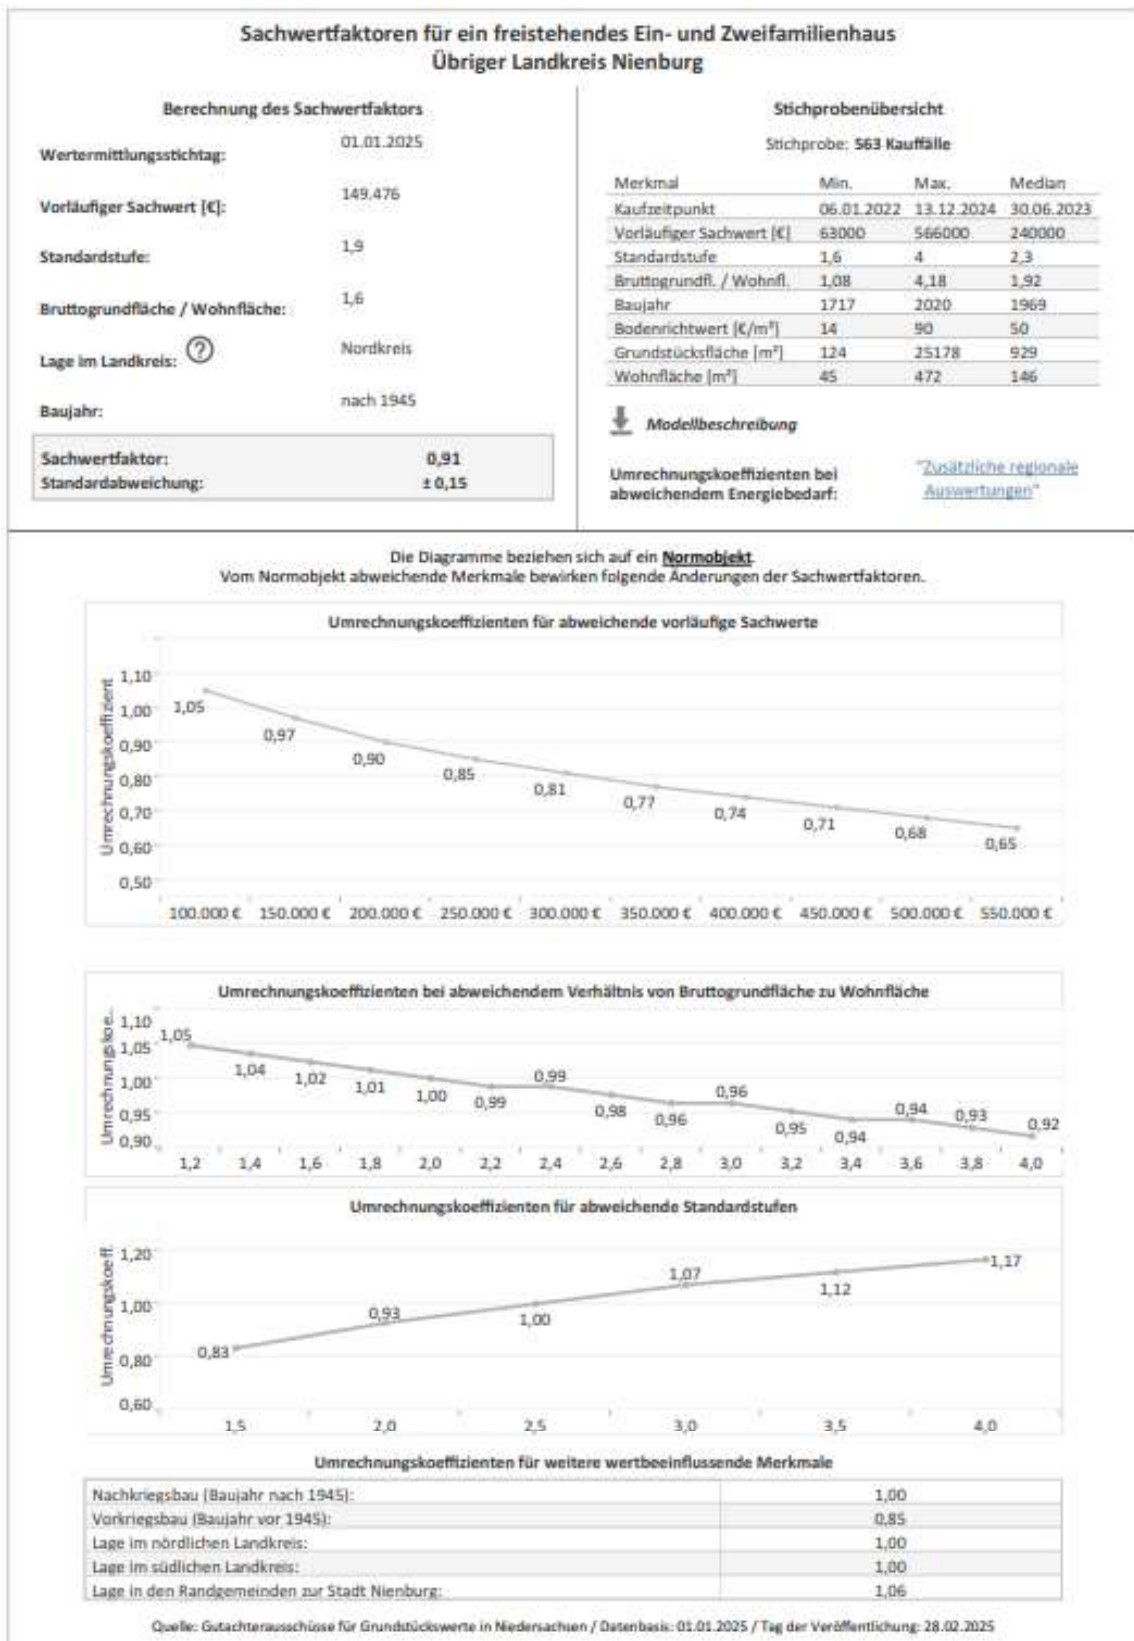 Sachwertfaktoren für ein freistehendes Ein- und Zweifamilienhaus
Übriger Landkreis Nienburg
Berechnung des Sachwertfaktors
Wertermittlungsstichtag: 01.01.2025
Vorläufiger Sachwert [€]: 149.476
Standardstufe: 1,9
Bruttogrundfläche / Wohnfläche: 1,6
Lage im Landkreis: ? Nordkreis
Baujahr: nach 1945
Sachwertfaktor: 0,91
Standardabweichung: ± 0,15
Stichprobenübersicht
Stichprobe: 563 Kauffälle
Merkmal Min. Max. Median
Kaufzeitpunkt 06.01.2022 13.12.2024 30.06.2023
Vorläufiger Sachwert [€] 63000 566000 240000
Standardstufe 1,6 4 2,3
Bruttogrundfl. / Wohnfl. 1,08 4,18 1,92
Baujahr 1717 2020 1969
Bodenrichtwert [€/m²] 14 90 50
Grundstücksfläche [m²] 124 25178 929
Wohnfläche [m²] 45 472 146
Modellbeschreibung
Umrechnungskoeffizienten bei "Zusätzliche regionale
abweichendem Energiebedarf: Auswertungen"
Die Diagramme beziehen sich auf ein Normobjekt.
Vom Normobjekt abweichende Merkmale bewirken folgende Änderungen der Sachwertfaktoren.
Umrechnungskoeffizienten für abweichende vorläufige Sachwerte
Umrechnungskoeffizient
1,10
1,00
0,90
0,80
0,70
0,60
0,50
1,05 0,97 0,90 0,85 0,81 0,77 0,74 0,71 0,68 0,65
100.000 € 150.000 € 200.000 € 250.000 € 300.000 € 350.000 € 400.000 € 450.000 € 500.000 € 550.000 €
Umrechnungskoeffizienten bei abweichendem Verhältnis von Bruttogrundfläche zu Wohnfläche
Umrechnungskoe...
1,10
1,05
1,00
0,95
0,90
1,05 1,04 1,02 1,01 1,00 0,99 0,99 0,98 0,96 0,96 0,95 0,94 0,94 0,93 0,92
1,2 1,4 1,6 1,8 2,0 2,2 2,4 2,6 2,8 3,0 3,2 3,4 3,6 3,8 4,0
Umrechnungskoeffizienten für abweichende Standardstufen
Umrechnungskoeff.
1,20
1,00
0,80
0,60
0,83 0,93 1,00 1,07 1,12 1,17
1,5 2,0 2,5 3,0 3,5 4,0
Umrechnungskoeffizienten für weitere wertbeeinflussende Merkmale
Nachkriegsbau (Baujahr nach 1945): 1,00
Vorkriegsbau (Baujahr vor 1945): 0,85
Lage im nördlichen Landkreis: 1,00
Lage im südlichen Landkreis: 1,00
Lage in den Randgemeinden zur Stadt Nienburg: 1,06
Quelle: Gutachterausschüsse für Grundstückswerte in Niedersachsen / Datenbasis: 01.01.2025 / Tag der Veröffentlichung: 28.02.2025